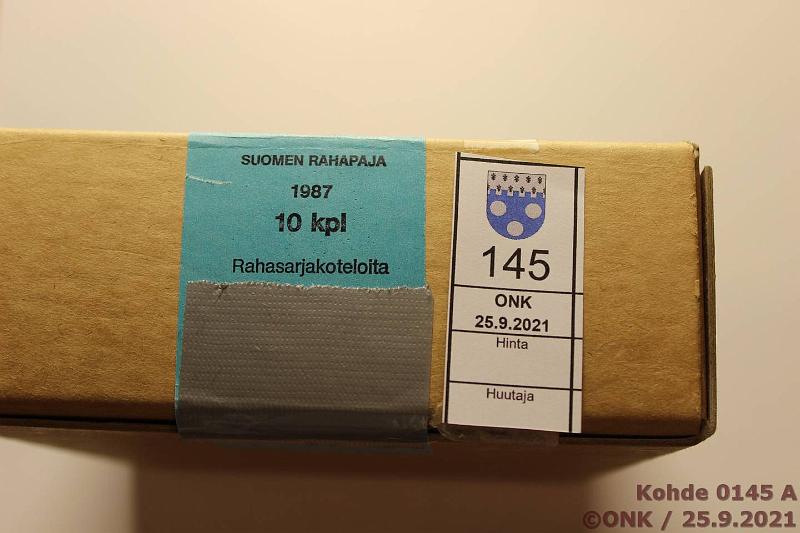 SUOMEN RAHAPAJA
1987
10 kpl
Rahasarjakoteloita
145
ONK
25.9.2021
Hinta
Huutaja
Kohde 0145 A
©ONK / 25.9.2021